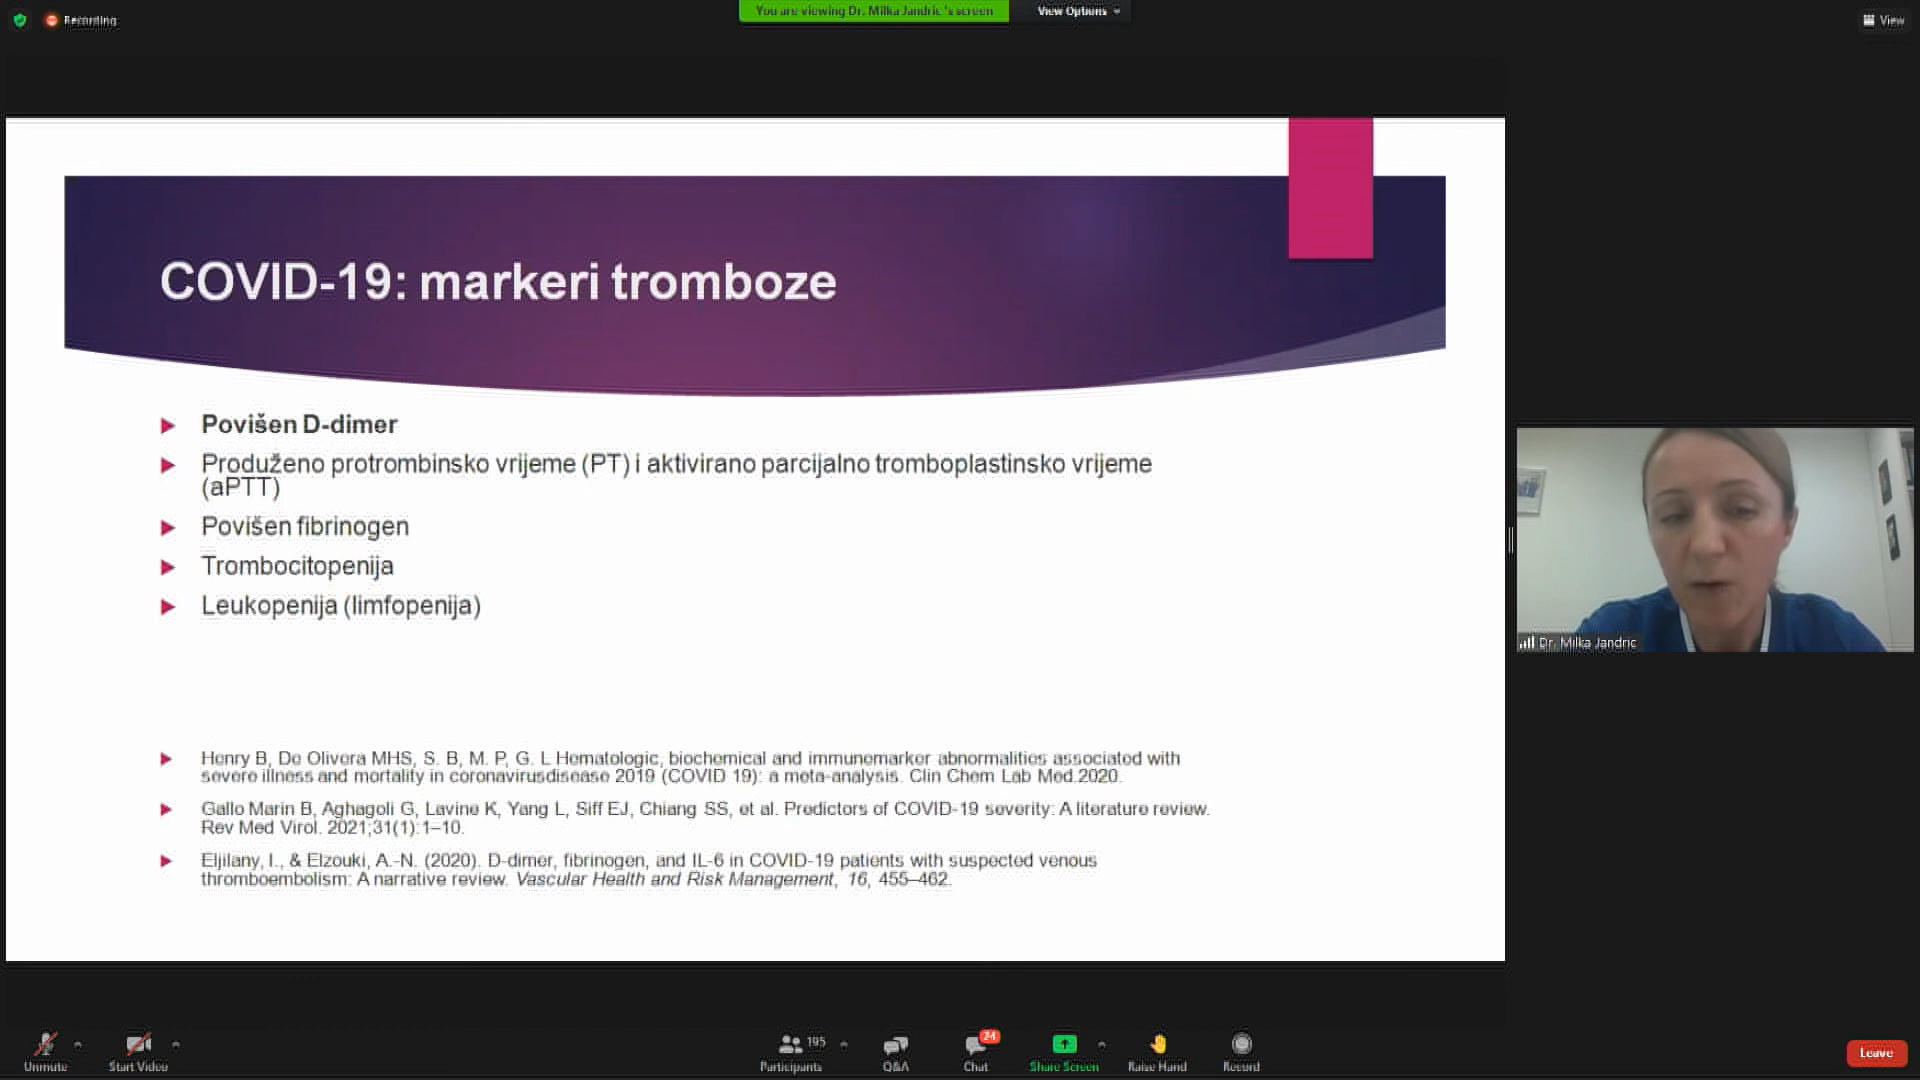 Recording
You are viewing Dr. Milka Jandric 's screen
View Options
View
COVID-19: markeri tromboze
Povišen D-dimer
Produženo protrombinsko vrijeme (PT) i aktivirano parcijalno tromboplastinsko vrijeme
(aPTT)
Povišen fibrinogen
Trombocitopenija
Leukopenija (limfopenija)
Henry B, De Olivera MHS, S. B, M. P, G. L Hematologic, biochemical and immunemarker abnormalities associated with
severe illness and mortality in coronavirusdisease 2019 (COVID 19): a meta-analysis. Clin Chem Lab Med.2020.
Gallo Marin B, Aghagoli G, Lavine K, Yang L, Siff EJ, Chiang SS, et al. Predictors of COVID-19 severity: A literature review.
Rev Med Virol. 2021;31(1):1–10.
Eljilany, I., & Elzouki, A.-N. (2020). D-dimer, fibrinogen, and IL-6 in COVID-19 patients with suspected venous
thromboembolism: A narrative review. Vascular Health and Risk Management, 16, 455–462.
Dr. Milka Jandric
Unmute
Start Video
195
Participants
Q&A
24
Chat
Share Screen
Raise Hand
Record
Leave